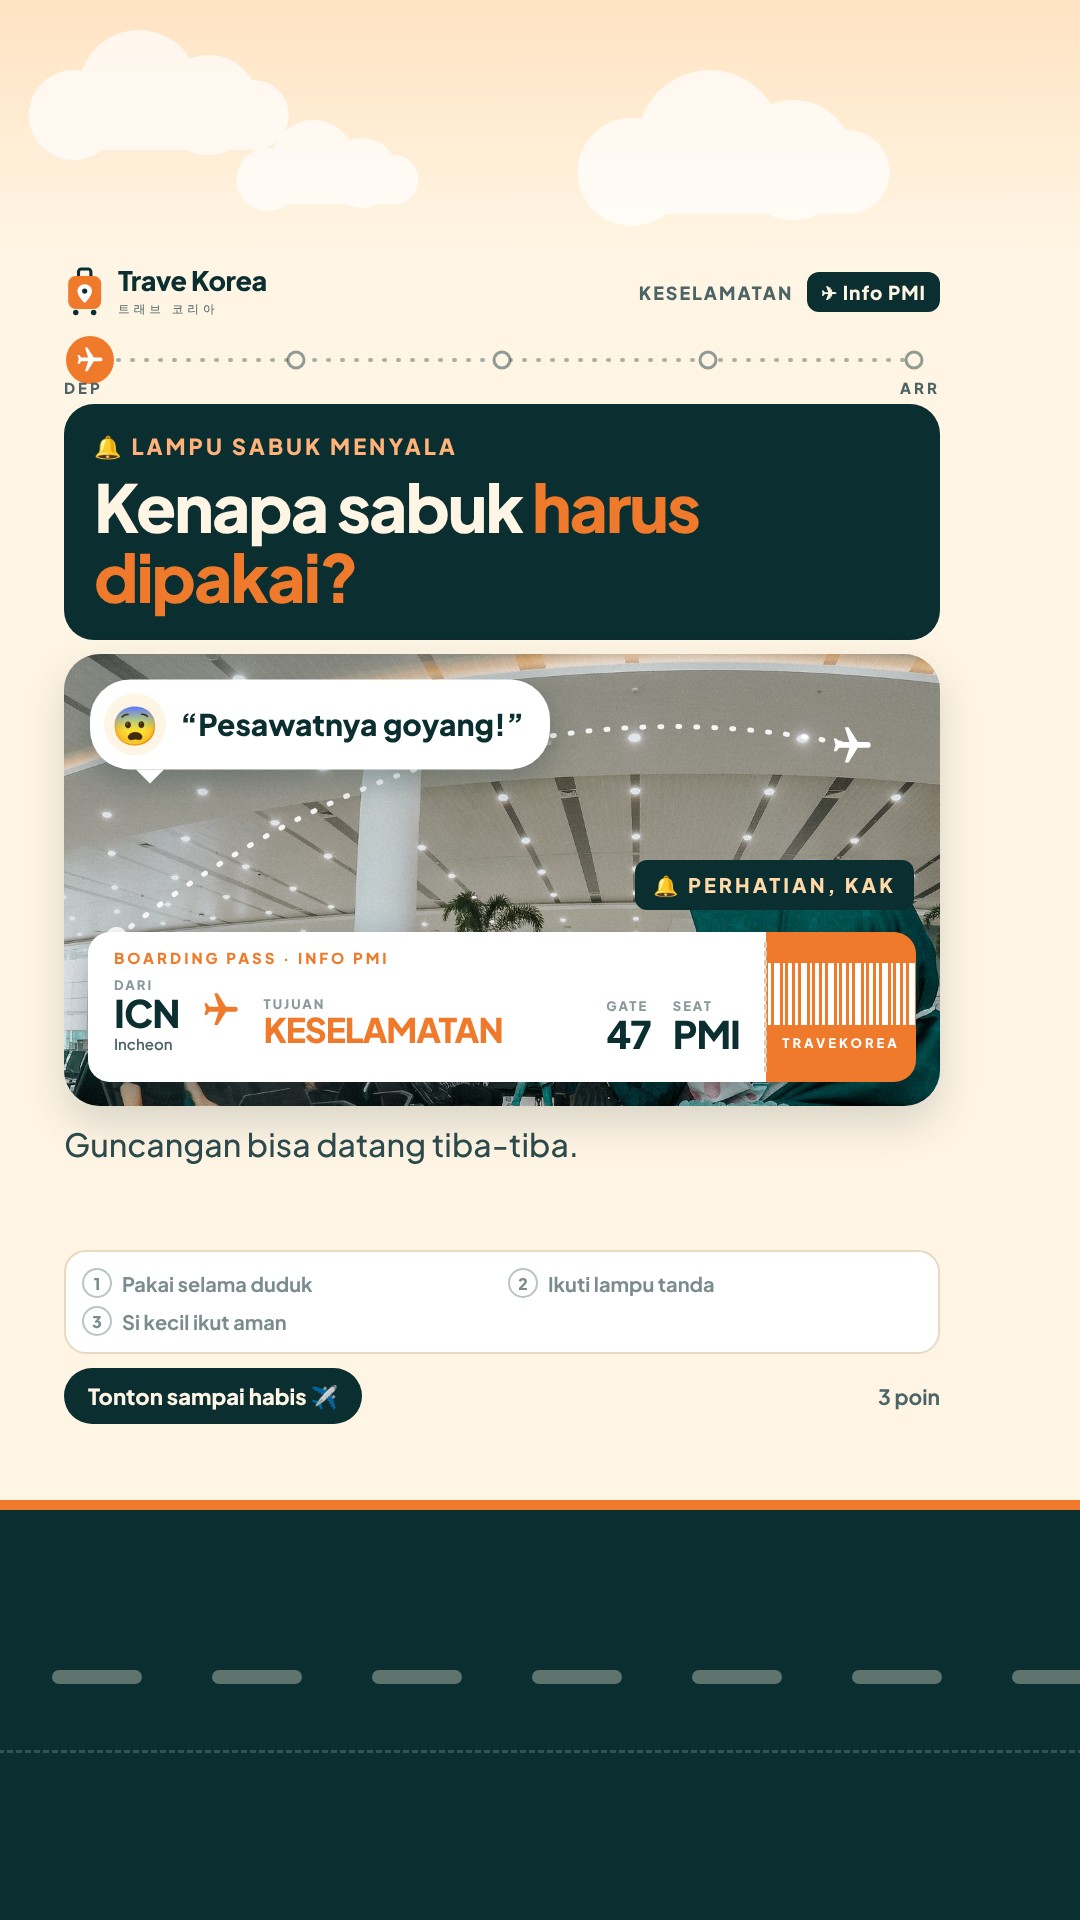 Trave Korea
트래브 코리아
KESELAMATAN
✈ Info PMI
DEP
ARR
🔔 LAMPU SABUK MENYALA
Kenapa sabuk harus
dipakai?
😨 “Pesawatnya goyang!”
🔔 PERHATIAN, KAK
BOARDING PASS · INFO PMI
DARI
ICN
Incheon
TUJUAN
KESELAMATAN
GATE
47
SEAT
PMI
TRAVEKOREA
Guncangan bisa datang tiba-tiba.
1 Pakai selama duduk
2 Ikuti lampu tanda
3 Si kecil ikut aman
Tonton sampai habis ✈️
3 poin